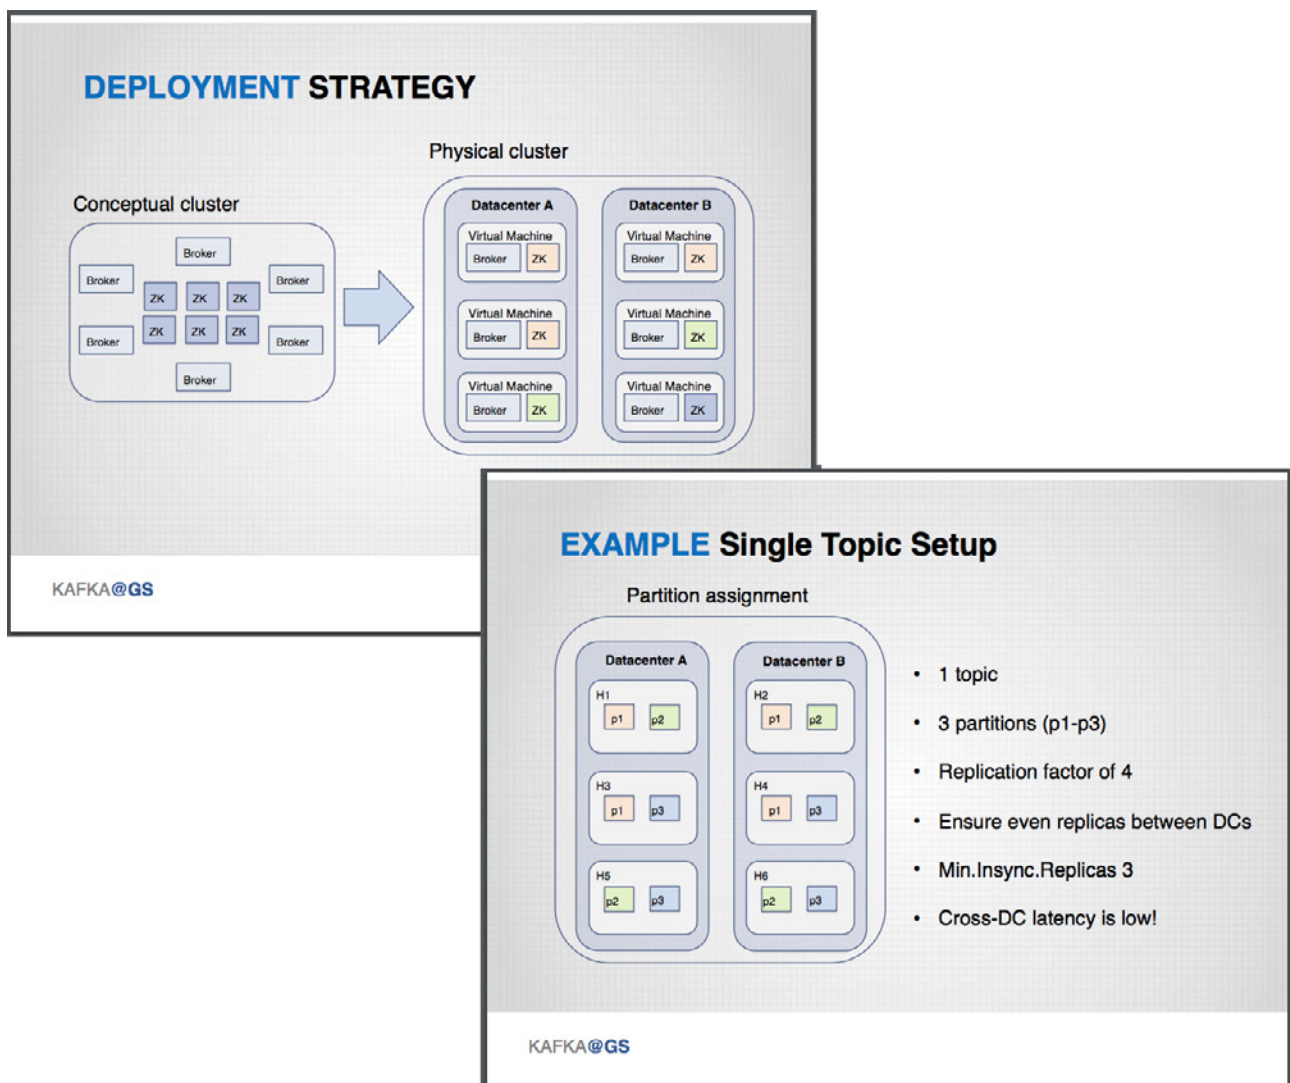 DEPLOYMENT STRATEGY
Physical cluster
Conceptual cluster
Broker
Broker
Broker
ZK ZK ZK
ZK ZK ZK
Broker
Broker
Broker
Datacenter A
Virtual Machine
Broker ZK
Virtual Machine
Broker ZK
Virtual Machine
Broker ZK
Datacenter B
Virtual Machine
Broker ZK
Virtual Machine
Broker ZK
Virtual Machine
Broker ZK
KAFKA@GS
EXAMPLE Single Topic Setup
Partition assignment
Datacenter A
H1
p1 p2
H3
p1 p3
H5
p2 p3
Datacenter B
H2
p1 p2
H4
p1 p3
H6
p2 p3
• 1 topic
• 3 partitions (p1-p3)
• Replication factor of 4
• Ensure even replicas between DCs
• Min.Insync.Replicas 3
• Cross-DC latency is low!
KAFKA@GS